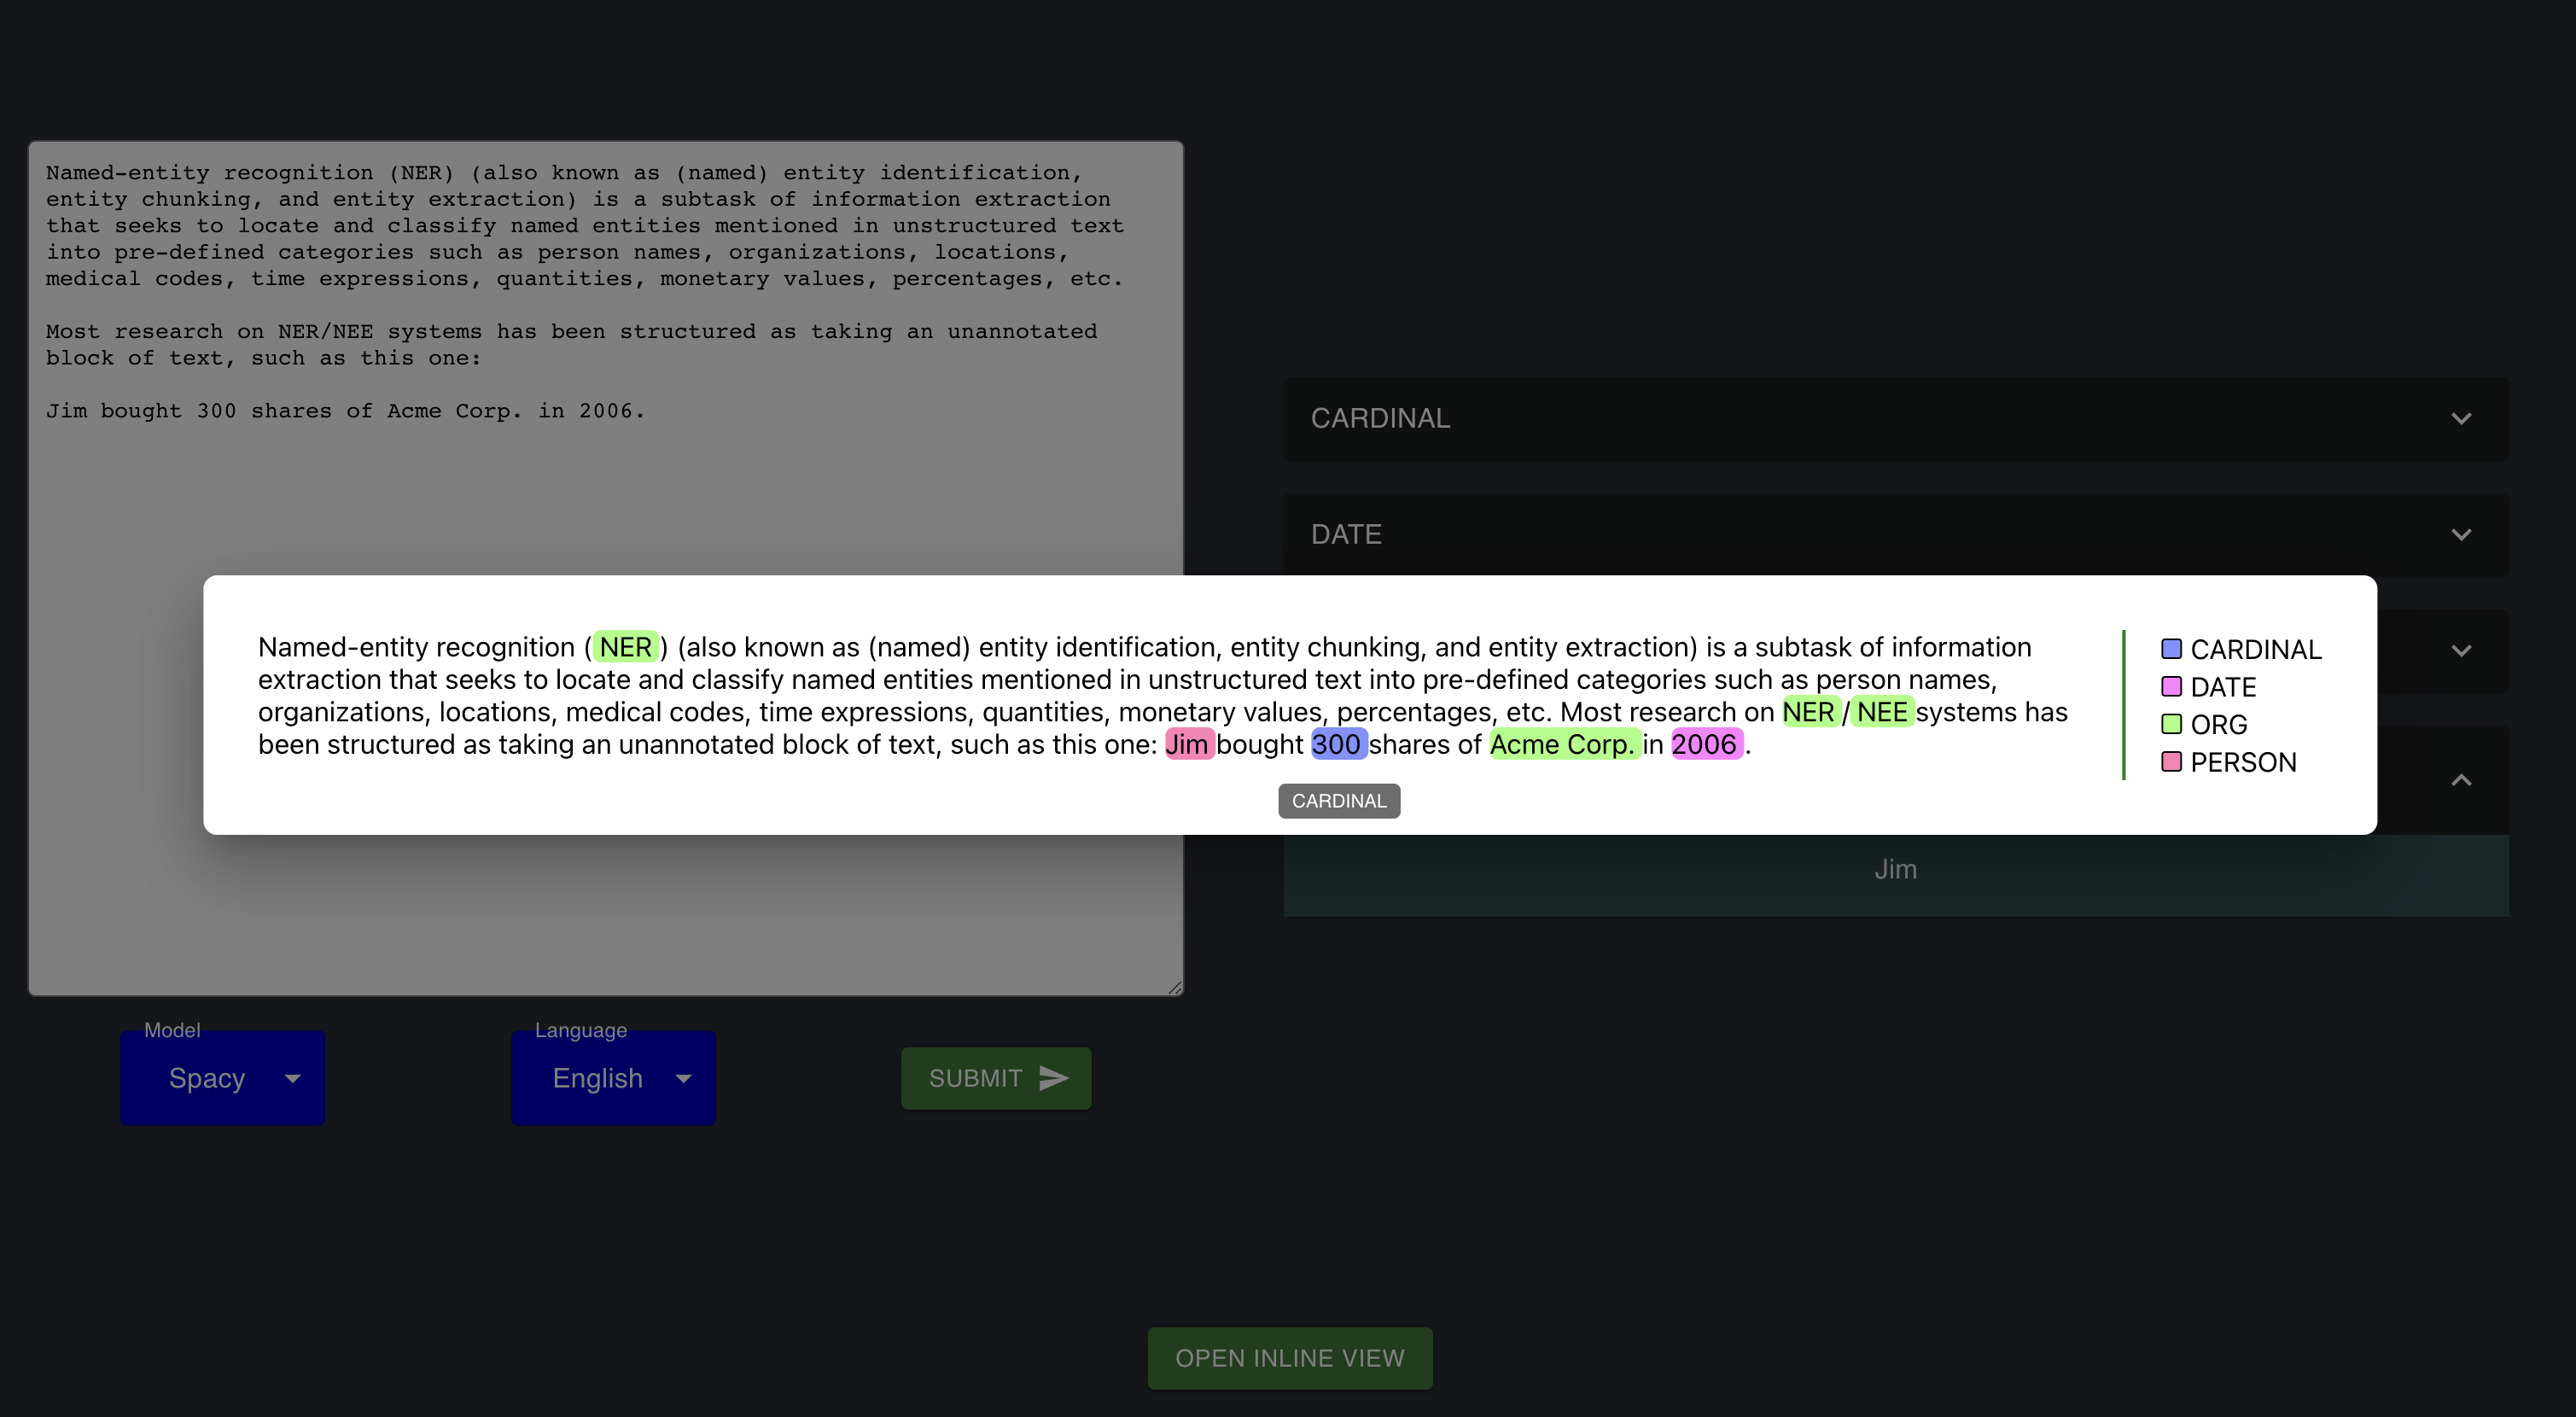 Named-entity recognition (NER) (also known as (named) entity identification,
entity chunking, and entity extraction) is a subtask of information extraction
that seeks to locate and classify named entities mentioned in unstructured text
into pre-defined categories such as person names, organizations, locations,
medical codes, time expressions, quantities, monetary values, percentages, etc.
Most research on NER/NEE systems has been structured as taking an unannotated
block of text, such as this one:
Jim bought 300 shares of Acme Corp. in 2006.
CARDINAL
DATE
Named-entity recognition (NER) (also known as (named) entity identification, entity chunking, and entity extraction) is a subtask of information
extraction that seeks to locate and classify named entities mentioned in unstructured text into pre-defined categories such as person names,
organizations, locations, medical codes, time expressions, quantities, monetary values, percentages, etc. Most research on NER/NEE systems has
been structured as taking an unannotated block of text, such as this one: Jim bought 300 shares of Acme Corp. in 2006.
CARDINAL
CARDINAL
DATE
ORG
PERSON
Jim
Model
Spacy
Language
English
SUBMIT
OPEN INLINE VIEW